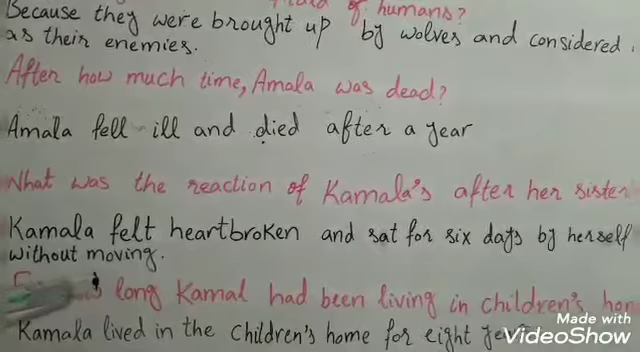 of humans?
Because they were brought up by wolves and considered
as their enemies.
After how much time, Amala was dead?
Amala fell ill and died after a year
What was the reaction of Kamala's after her sister
Kamala felt heartbroken and sat for six days by herself
without moving.
long Kamal had been living in children's hom
Kamala lived in the children's home for eight
Made with
VideoShow